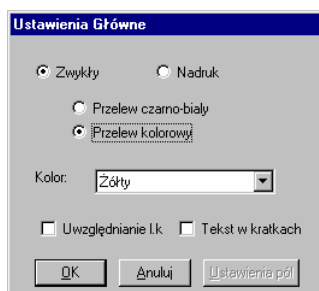 Ustawienia Główne
Zwykły Nadruk
Przelew czarno-biały
Przelew kolorowy
Kolor: Żółty
Uwzględnianie l.k Tekst w kratkach
OK Anuluj Ustawienia pól